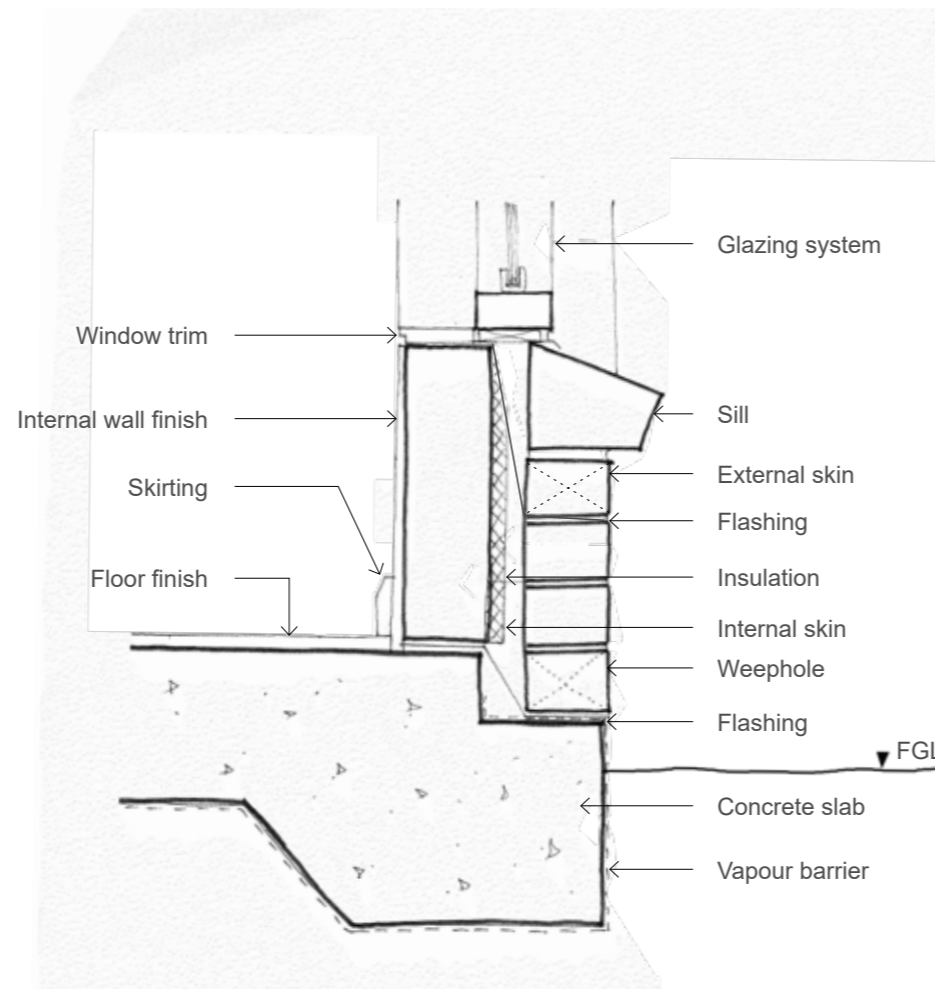 Glazing system
Window trim
Internal wall finish
Sill
External skin
Skirting
Flashing
Floor finish
Insulation
Internal skin
Weephole
Flashing
FGL
Concrete slab
Vapour barrier